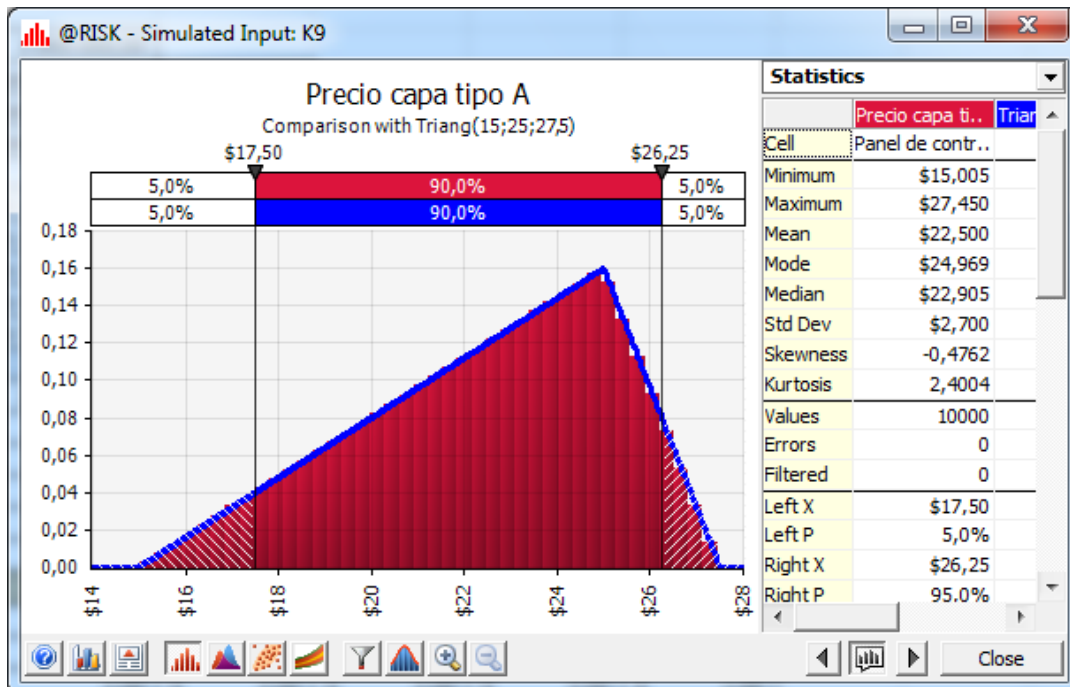 @RISK - Simulated Input: K9
Precio capa tipo A
Comparison with Triang(15;25;27,5)
$17,50 $26,25
5,0% 90,0% 5,0%
5,0% 90,0% 5,0%
0,18
0,16
0,14
0,12
0,10
0,08
0,06
0,04
0,02
0,00
$14 $16 $18 $20 $22 $24 $26 $28
Statistics
Precio capa ti.. Triar
Cell Panel de contr..
Minimum $15,005
Maximum $27,450
Mean $22,500
Mode $24,969
Median $22,905
Std Dev $2,700
Skewness -0,4762
Kurtosis 2,4004
Values 10000
Errors 0
Filtered 0
Left X $17,50
Left P 5,0%
Right X $26,25
Right P 95,0%
Close